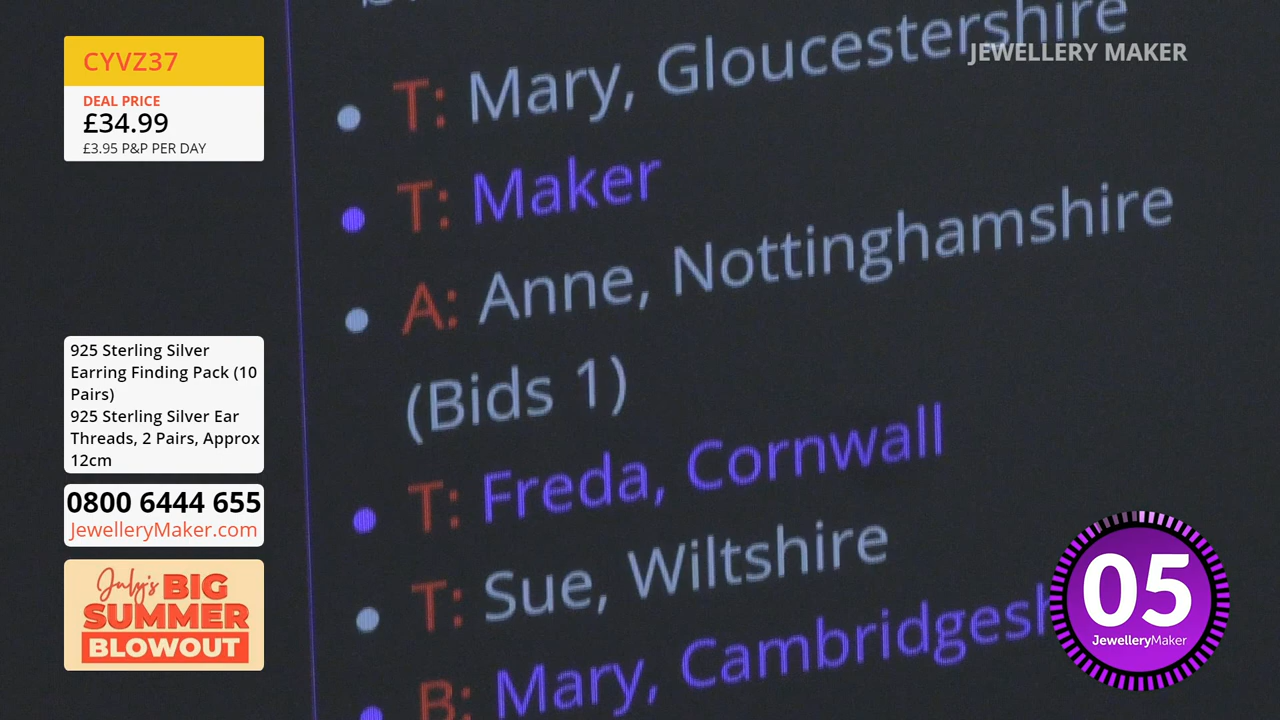 CYVZ37
DEAL PRICE
£34.99
£3.95 P&P PER DAY
925 Sterling Silver
Earring Finding Pack (10
Pairs)
925 Sterling Silver Ear
Threads, 2 Pairs, Approx
12cm
0800 6444 655
JewelleryMaker.com
July's BIG
SUMMER
BLOWOUT
JEWELLERY MAKER
T: Mary, Gloucestershire
T: Maker
A: Anne, Nottinghamshire
(Bids 1)
T: Freda, Cornwall
T: Sue, Wiltshire
B: Mary, Cambridgesh
05
JewelleryMaker